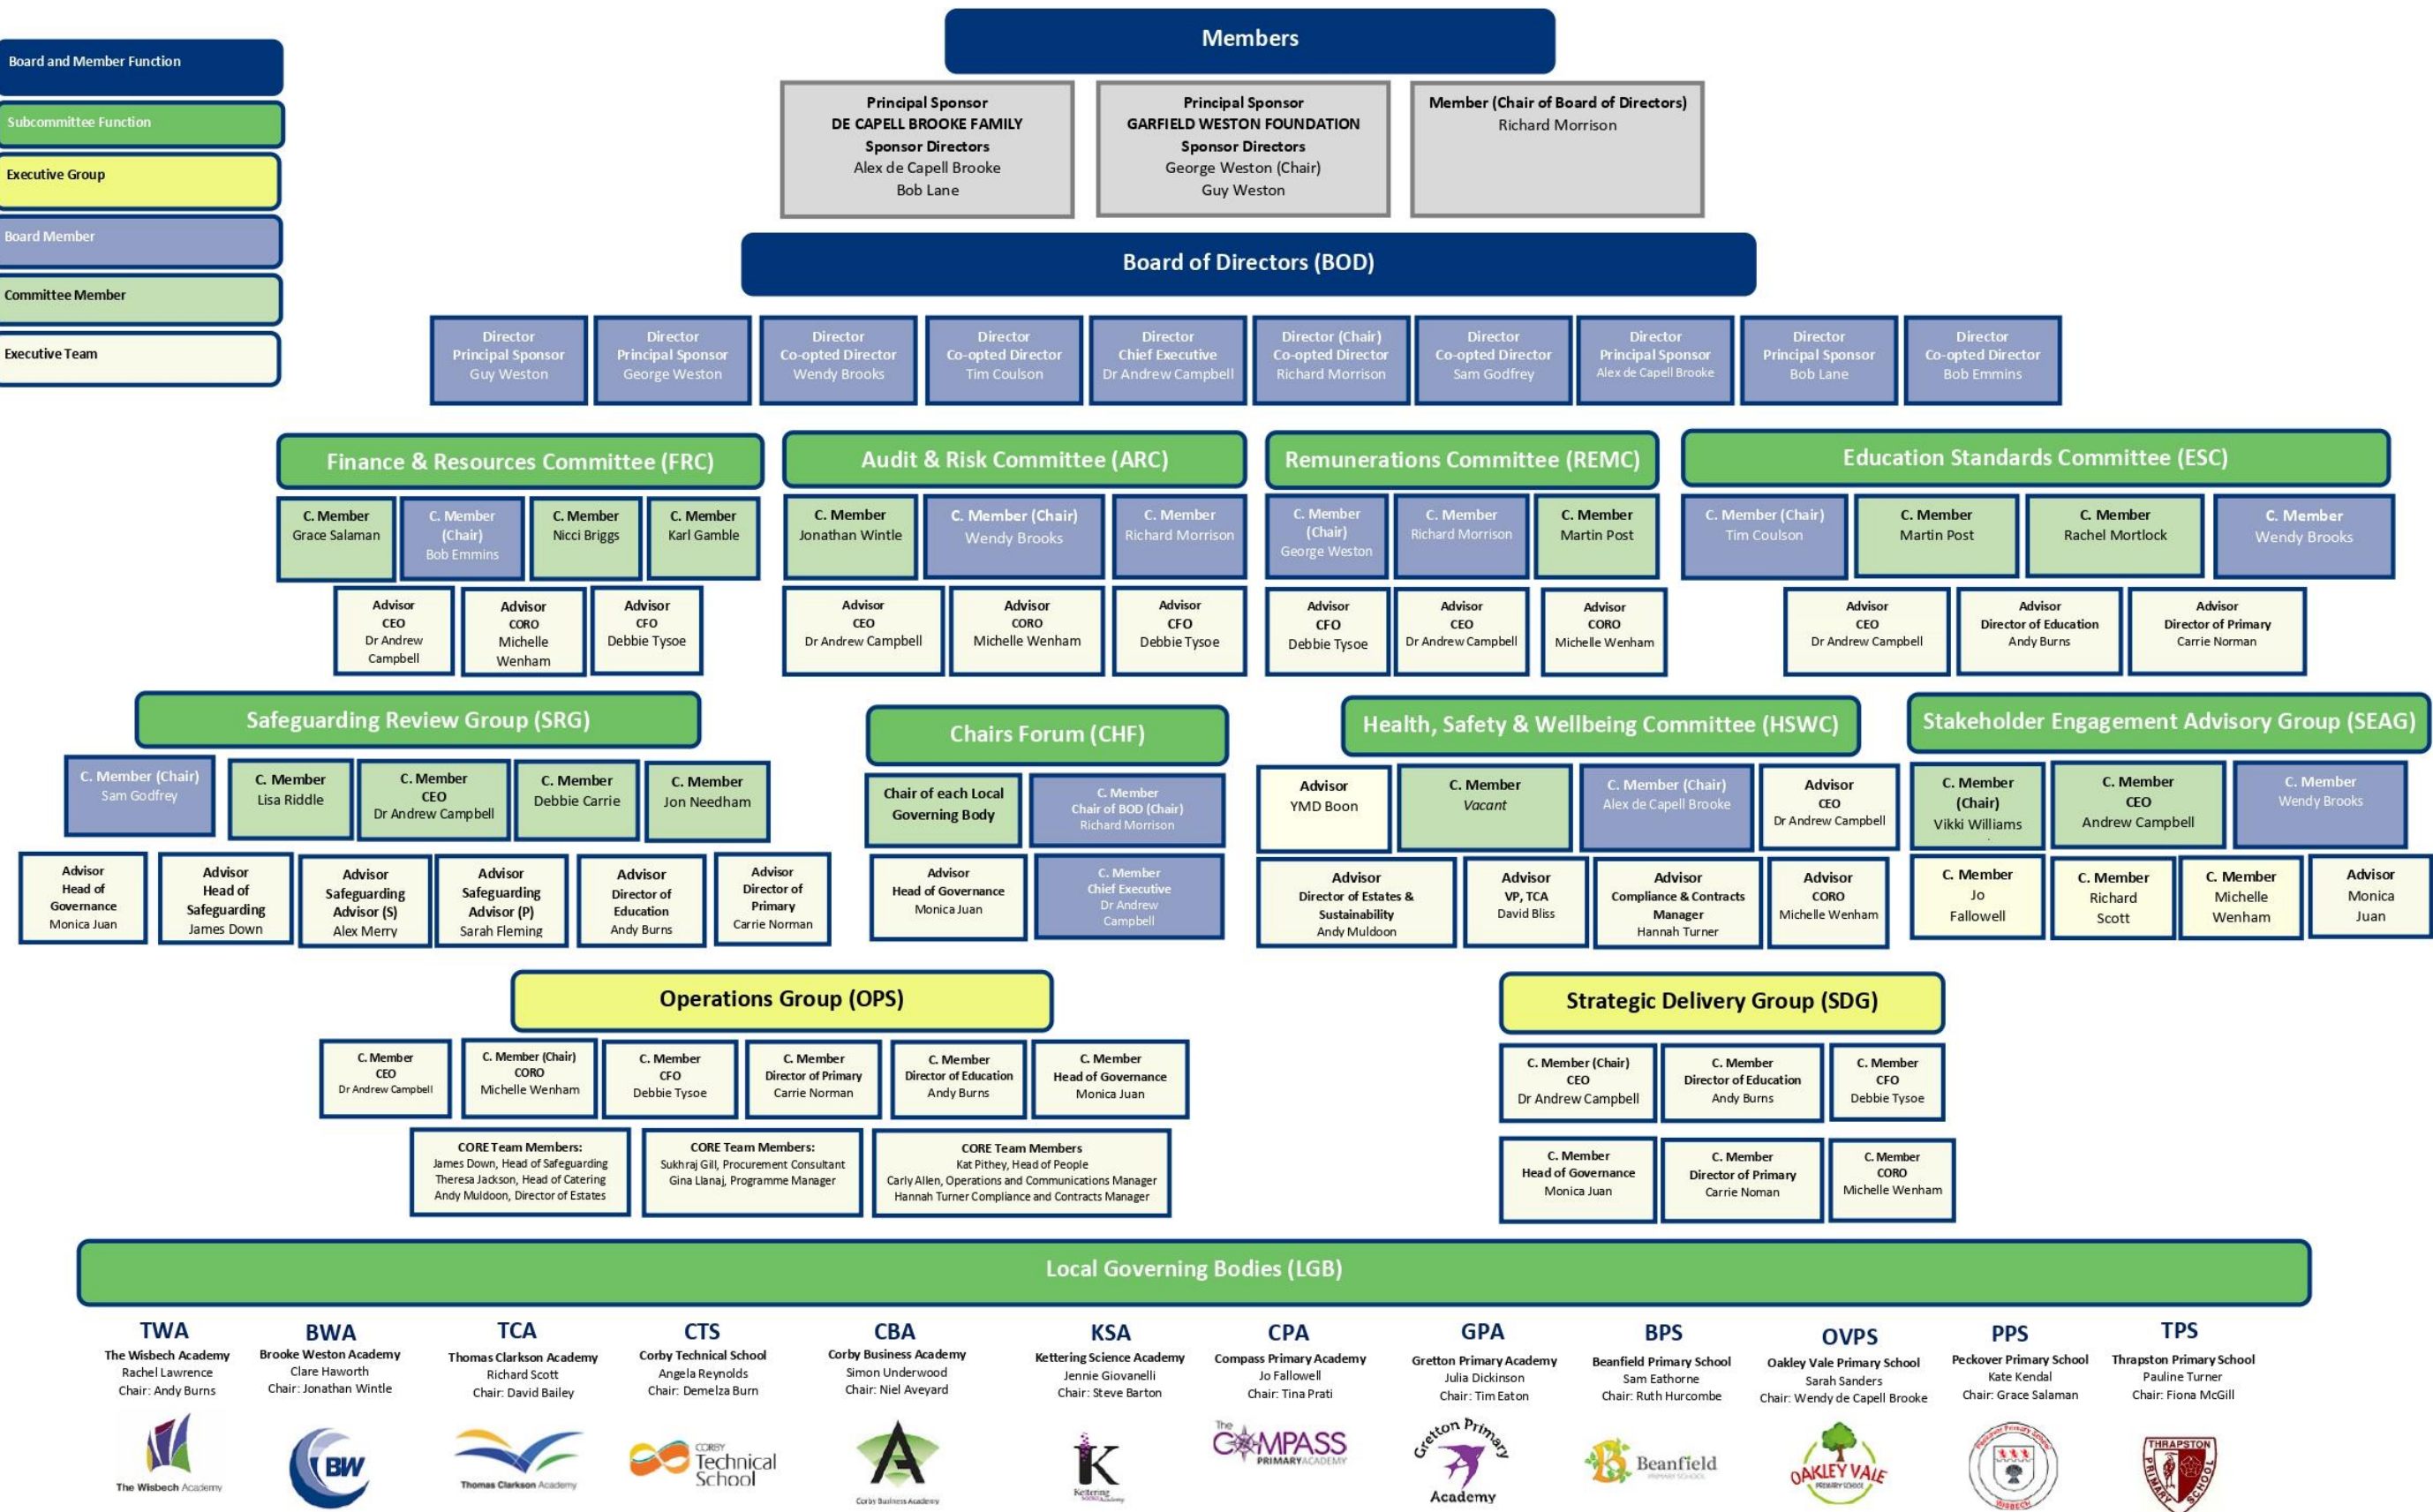 Members
Board and Member Function
Subcommittee Function
Executive Group
Board Member
Committee Member
Executive Team
Principal Sponsor
DE CAPELL BROOKE FAMILY
Sponsor Directors
Alex de Capell Brooke
Bob Lane
Principal Sponsor
GARFIELD WESTON FOUNDATION
Sponsor Directors
George Weston (Chair)
Guy Weston
Member (Chair of Board of Directors)
Richard Morrison
Board of Directors (BOD)
Director
Principal Sponsor
Guy Weston
Director
Principal Sponsor
George Weston
Director
Co-opted Director
Wendy Brooks
Director
Co-opted Director
Tim Coulson
Director
Chief Executive
Dr Andrew Campbell
Director (Chair)
Co-opted Director
Richard Morrison
Director
Co-opted Director
Sam Godfrey
Director
Principal Sponsor
Alex de Capell Brooke
Director
Principal Sponsor
Bob Lane
Director
Co-opted Director
Bob Emmins
Finance & Resources Committee (FRC)
C. Member
Grace Salaman
C. Member
(Chair)
Bob Emmins
C. Member
Nicci Briggs
C. Member
Karl Gamble
Advisor
CEO
Dr Andrew
Campbell
Advisor
CORO
Michelle
Wenham
Advisor
CFO
Debbie Tysoe
Audit & Risk Committee (ARC)
C. Member
Jonathan Wintle
C. Member (Chair)
Wendy Brooks
C. Member
Richard Morrison
Advisor
CEO
Dr Andrew Campbell
Advisor
CORO
Michelle Wenham
Advisor
CFO
Debbie Tysoe
Remunerations Committee (REMC)
C. Member
(Chair)
George Weston
C. Member
Richard Morrison
C. Member
Martin Post
Advisor
CFO
Debbie Tysoe
Advisor
CEO
Dr Andrew Campbell
Advisor
CORO
Michelle Wenham
Education Standards Committee (ESC)
C. Member (Chair)
Tim Coulson
C. Member
Martin Post
C. Member
Rachel Mortlock
C. Member
Wendy Brooks
Advisor
CEO
Dr Andrew Campbell
Advisor
Director of Education
Andy Burns
Advisor
Director of Primary
Carrie Norman
Safeguarding Review Group (SRG)
C. Member (Chair)
Sam Godfrey
C. Member
Lisa Riddle
C. Member
CEO
Dr Andrew Campbell
C. Member
Debbie Carrie
C. Member
Jon Needham
Advisor
Head of
Governance
Monica Juan
Advisor
Head of
Safeguarding
James Down
Advisor
Safeguarding
Advisor (S)
Alex Merry
Advisor
Safeguarding
Advisor (P)
Sarah Fleming
Advisor
Director of
Education
Andy Burns
Advisor
Director of
Primary
Carrie Norman
Chairs Forum (CHF)
Chair of each Local
Governing Body
C. Member
Chair of BOD (Chair)
Richard Morrison
Advisor
Head of Governance
Monica Juan
C. Member
Chief Executive
Dr Andrew
Campbell
Health, Safety & Wellbeing Committee (HSWC)
Advisor
YMD Boon
C. Member
Vacant
C. Member (Chair)
Alex de Capell Brooke
Advisor
CEO
Dr Andrew Campbell
Advisor
Director of Estates &
Sustainability
Andy Muldoon
Advisor
VP, TCA
David Bliss
Advisor
Compliance & Contracts
Manager
Hannah Turner
Advisor
CORO
Michelle Wenham
Stakeholder Engagement Advisory Group (SEAG)
C. Member
(Chair)
Vikki Williams
C. Member
CEO
Andrew Campbell
C. Member
Wendy Brooks
C. Member
Jo
Fallowell
C. Member
Richard
Scott
C. Member
Michelle
Wenham
Advisor
Monica
Juan
Operations Group (OPS)
C. Member
CEO
Dr Andrew Campbell
C. Member (Chair)
CORO
Michelle Wenham
C. Member
CFO
Debbie Tysoe
C. Member
Director of Primary
Carrie Norman
C. Member
Director of Education
Andy Burns
C. Member
Head of Governance
Monica Juan
CORE Team Members:
James Down, Head of Safeguarding
Theresa Jackson, Head of Catering
Andy Muldoon, Director of Estates
CORE Team Members:
Sukhraj Gill, Procurement Consultant
Gina Llanaj, Programme Manager
CORE Team Members
Kat Pithey, Head of People
Carly Allen, Operations and Communications Manager
Hannah Turner Compliance and Contracts Manager
Strategic Delivery Group (SDG)
C. Member (Chair)
CEO
Dr Andrew Campbell
C. Member
Director of Education
Andy Burns
C. Member
CFO
Debbie Tysoe
C. Member
Head of Governance
Monica Juan
C. Member
Director of Primary
Carrie Noman
C. Member
CORO
Michelle Wenham
Local Governing Bodies (LGB)
TWA
The Wisbech Academy
Rachel Lawrence
Chair: Andy Burns
The Wisbech Academy
BWA
Brooke Weston Academy
Clare Haworth
Chair: Jonathan Wintle
BW
TCA
Thomas Clarkson Academy
Richard Scott
Chair: David Bailey
Thomas Clarkson Academy
CTS
Corby Technical School
Angela Reynolds
Chair: Demelza Burn
CORBY
Technical
School
CBA
Corby Business Academy
Simon Underwood
Chair: Niel Aveyard
Corby Business Academy
KSA
Kettering Science Academy
Jennie Giovanelli
Chair: Steve Barton
K
Kettering
Science Academy
CPA
Compass Primary Academy
Jo Fallowell
Chair: Tina Prati
The
COMPASS
PRIMARY ACADEMY
GPA
Gretton Primary Academy
Julia Dickinson
Chair: Tim Eaton
Gretton Primary
Academy
BPS
Beanfield Primary School
Sam Eathorne
Chair: Ruth Hurcombe
Beanfield
PRIMARY SCHOOL
OVPS
Oakley Vale Primary School
Sarah Sanders
Chair: Wendy de Capell Brooke
OAKLEY VALE
PRIMARY SCHOOL
PPS
Peckover Primary School
Kate Kendal
Chair: Grace Salaman
Peckover Primary School
WISBECH
TPS
Thrapston Primary School
Pauline Turner
Chair: Fiona McGill
THRAPSTON
PRIMARY
SCHOOL